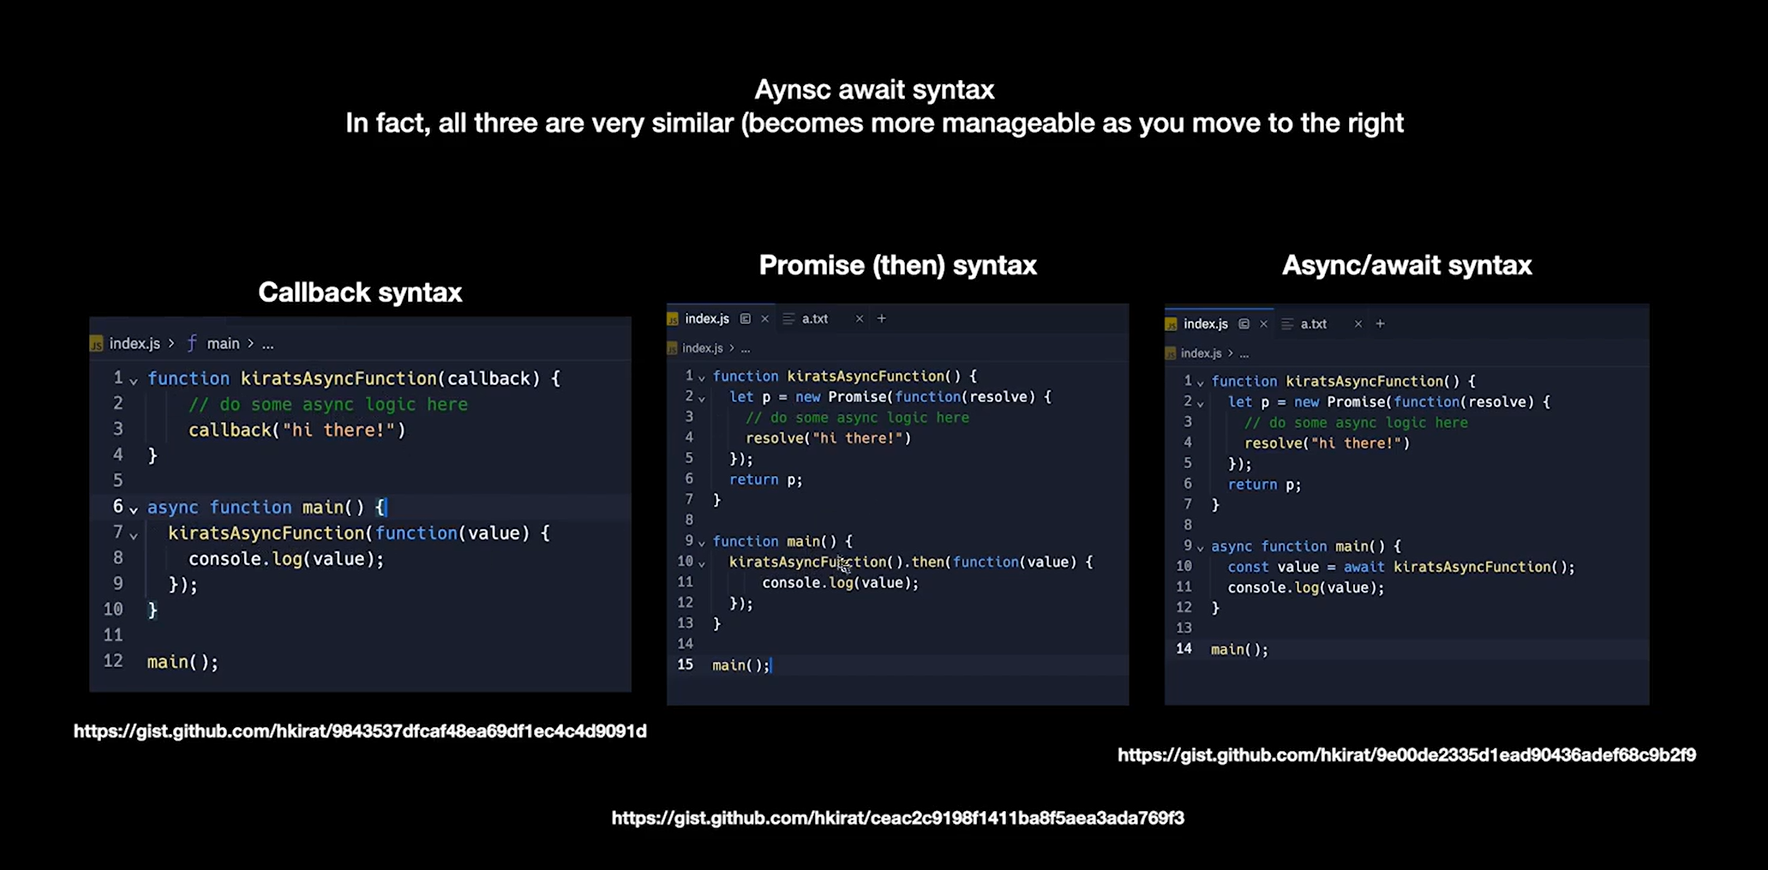 Aynsc await syntax
In fact, all three are very similar (becomes more manageable as you move to the right
Callback syntax
index.js > main > ...
1 function kiratsAsyncFunction(callback) {
2 // do some async logic here
3 callback("hi there!")
4 }
5
6 async function main() {
7 kiratsAsyncFunction(function(value) {
8 console.log(value);
9 });
10 }
11
12 main();
https://gist.github.com/hkirat/9843537dfcaf48ea69df1ec4c4d9091d
Promise (then) syntax
index.js a.txt +
index.js > ...
1 function kiratsAsyncFunction() {
2 let p = new Promise(function(resolve) {
3 // do some async logic here
4 resolve("hi there!")
5 });
6 return p;
7 }
8
9 function main() {
10 kiratsAsyncFunction().then(function(value) {
11 console.log(value);
12 });
13 }
14
15 main();
https://gist.github.com/hkirat/ceac2c9198f1411ba8f5aea3ada769f3
Async/await syntax
index.js a.txt +
index.js > ...
1 function kiratsAsyncFunction() {
2 let p = new Promise(function(resolve) {
3 // do some async logic here
4 resolve("hi there!")
5 });
6 return p;
7 }
8
9 async function main() {
10 const value = await kiratsAsyncFunction();
11 console.log(value);
12 }
13
14 main();
https://gist.github.com/hkirat/9e00de2335d1ead90436adef68c9b2f9